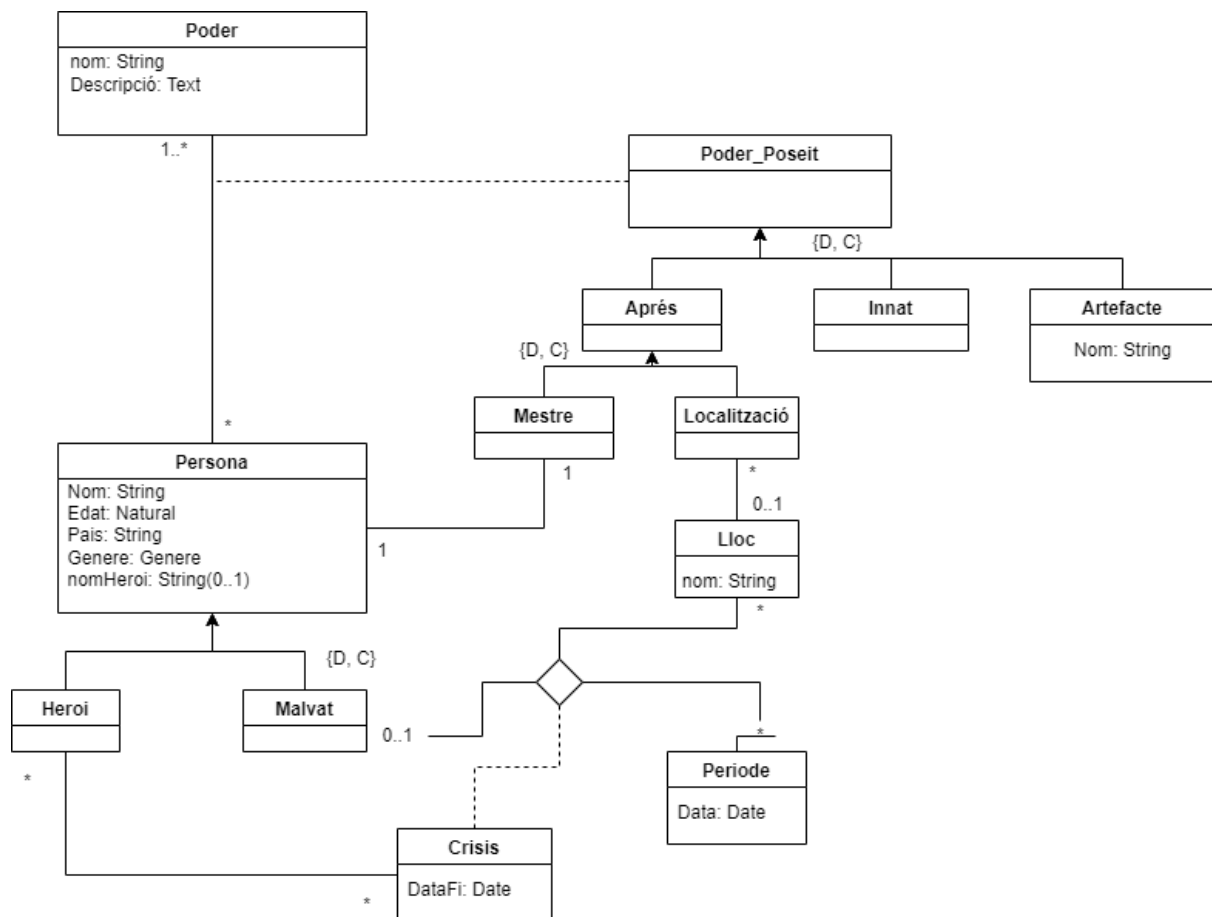 Poder
nom: String
Descripció: Text
1..*
Poder_Poseit
{D, C}
Aprés
Innat
Artefacte
Nom: String
{D, C}
Mestre
Localització
*
Persona
Nom: String
Edat: Natural
Pais: String
Genere: Genere
nomHeroi: String(0..1)
1
*
0..1
1
Lloc
nom: String
*
{D, C}
Heroi
Malvat
0..1
*
Periode
Data: Date
*
Crisis
DataFi: Date
*